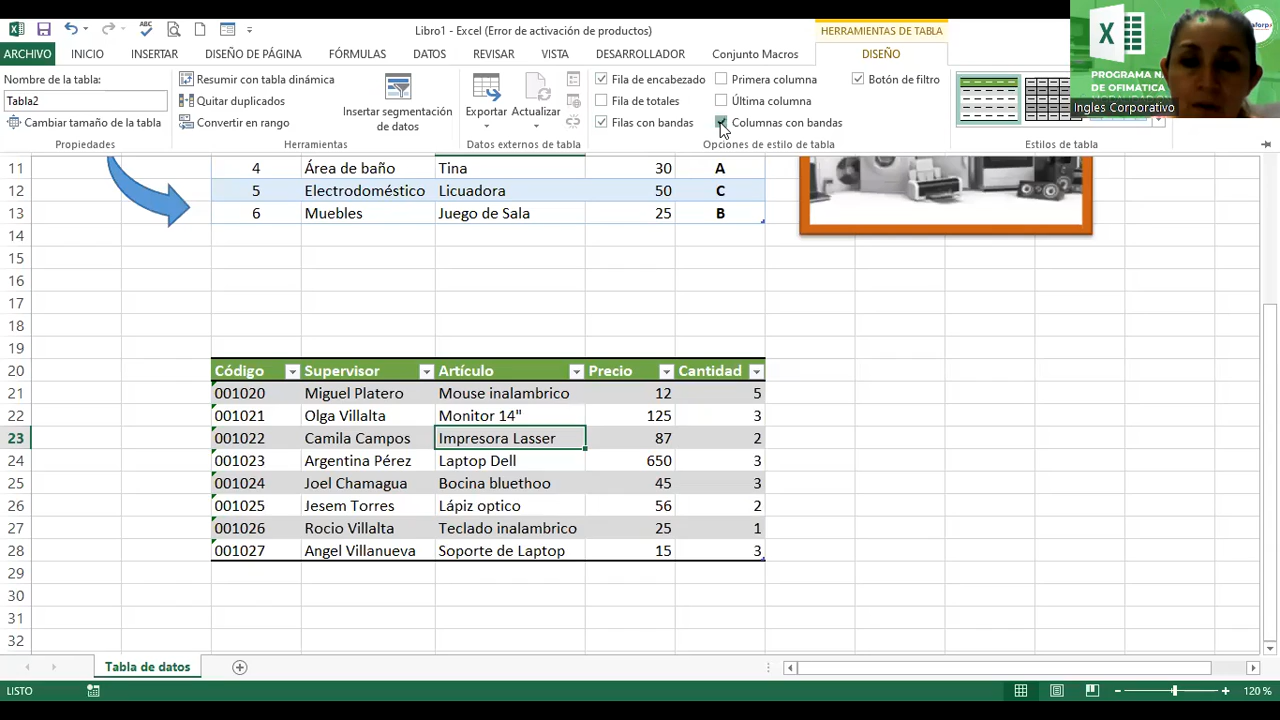 Libro1 - Excel (Error de activación de productos)
HERRAMIENTAS DE TABLA
ARCHIVO INICIO INSERTAR DISEÑO DE PÁGINA FÓRMULAS DATOS REVISAR VISTA DESARROLLADOR Conjunto Macros DISEÑO
Nombre de la tabla:
Tabla2
Cambiar tamaño de la tabla
Propiedades
Resumir con tabla dinámica
Quitar duplicados
Convertir en rango
Insertar segmentación
de datos
Herramientas
Exportar Actualizar
Datos externos de tabla
Fila de encabezado Primera columna Botón de filtro
Fila de totales Última columna
Filas con bandas Columnas con bandas
Opciones de estilo de tabla
Estilos de tabla
X
PROGRAMA
DE OFIMATICA
Ingles Corporativo
11 4 Área de baño Tina 30 A
12 5 Electrodoméstico Licuadora 50 C
13 6 Muebles Juego de Sala 25 B
14
15
16
17
18
19
20 Código Supervisor Artículo Precio Cantidad
21 001020 Miguel Platero Mouse inalambrico 12 5
22 001021 Olga Villalta Monitor 14" 125 3
23 001022 Camila Campos Impresora Lasser 87 2
24 001023 Argentina Pérez Laptop Dell 650 3
25 001024 Joel Chamagua Bocina bluethoo 45 3
26 001025 Jesem Torres Lápiz optico 56 2
27 001026 Rocio Villalta Teclado inalambrico 25 1
28 001027 Angel Villanueva Soporte de Laptop 15 3
29
30
31
32
Tabla de datos
LISTO
120 %